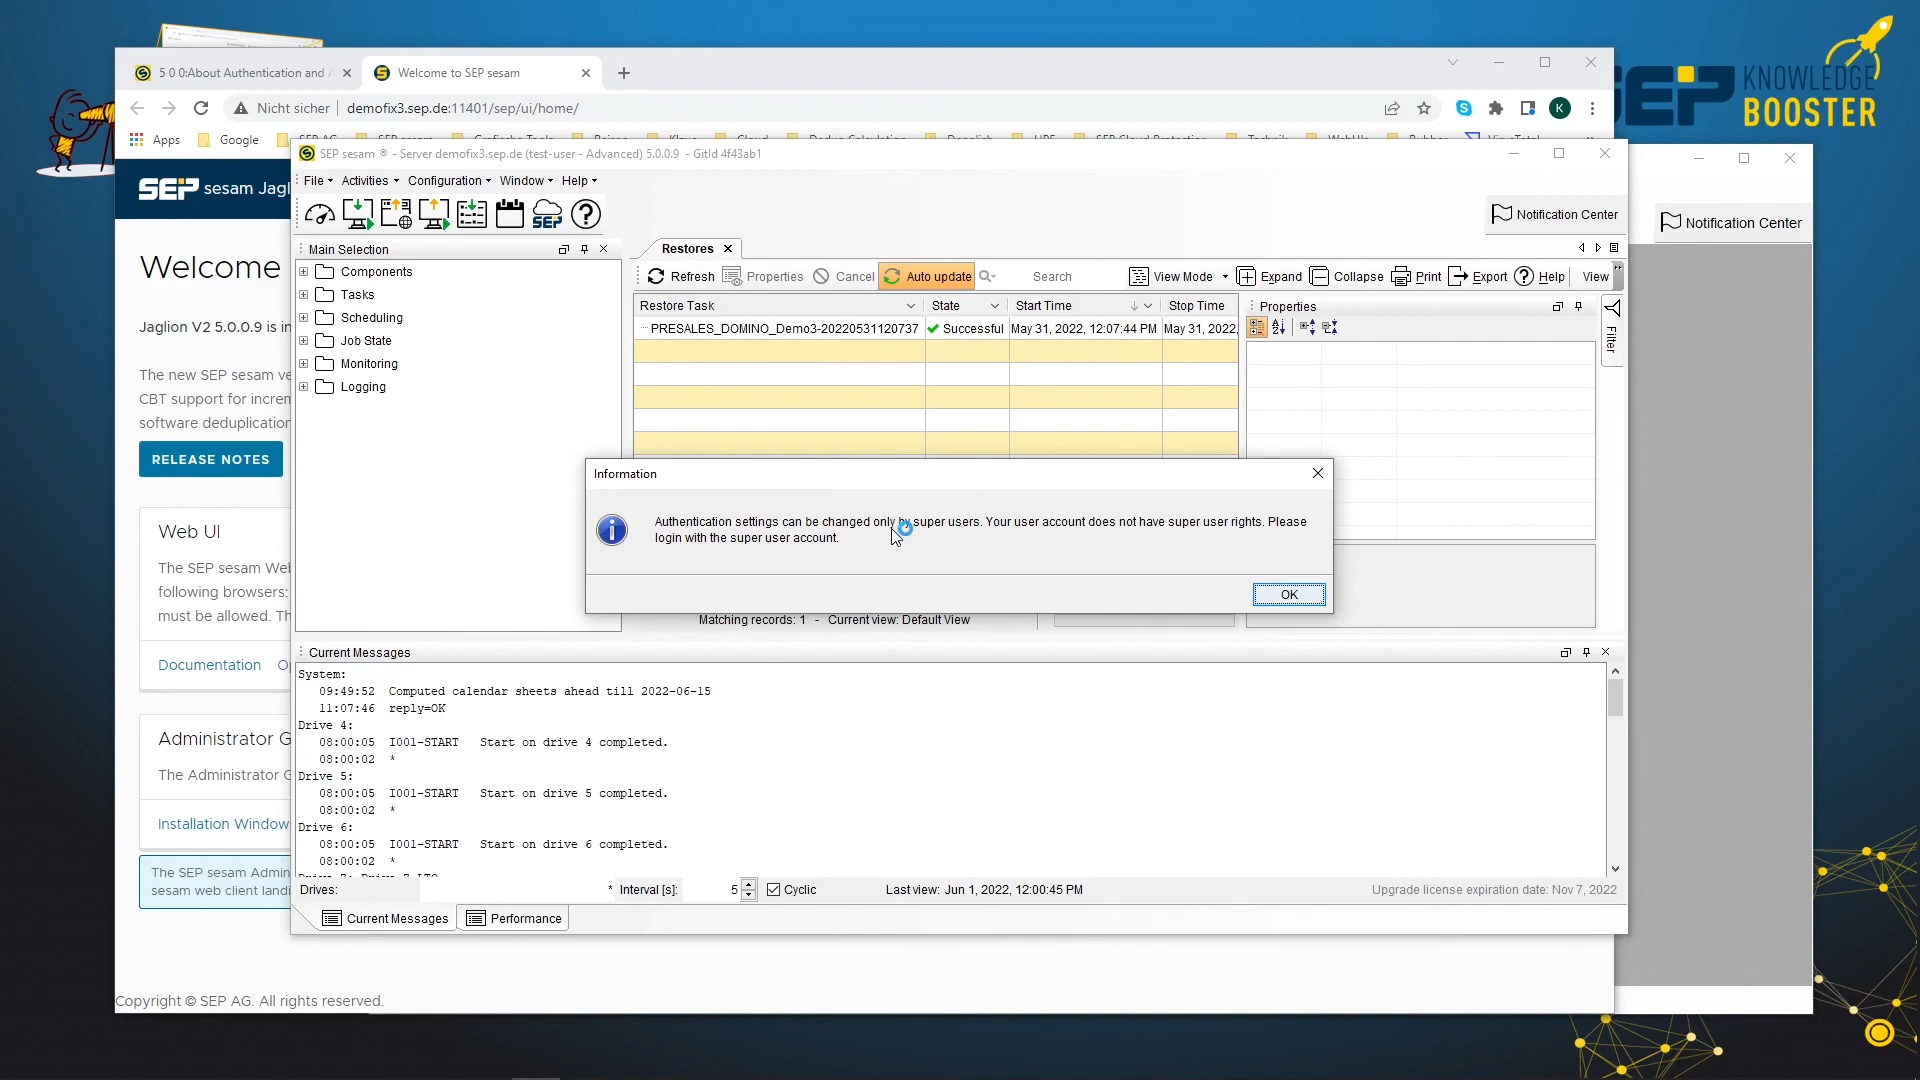 5 0 0:About Authentication and A
Welcome to SEP sesam
Nicht sicher
demofix3.sep.de:11401/sep/ui/home/
K
Apps
Google
SEP KNOWLEDGE
BOOSTER
SEP sesam Jagl
SEP sesam ® - Server demofix3.sep.de (test-user - Advanced) 5.0.0.9 - GitId 4f43ab1
File Activities Configuration Window Help
SEP
Notification Center
Notification Center
Welcome
Jaglion V2 5.0.0.9 is in
The new SEP sesam ve
CBT support for increm
software deduplication
RELEASE NOTES
Web UI
The SEP sesam Web
following browsers:
must be allowed. Th
Documentation
Administrator G
The Administrator G
Installation Window
The SEP sesam Admin
sesam web client landi
Copyright © SEP AG. All rights reserved.
Main Selection
Components
Tasks
Scheduling
Job State
Monitoring
Logging
Restores
Refresh Properties Cancel Auto update Search View Mode Expand Collapse Print Export Help View
Restore Task State Start Time Stop Time
PRESALES_DOMINO_Demo3-20220531120737 Successful May 31, 2022, 12:07:44 PM May 31, 2022,
Properties
Filter
Information
Authentication settings can be changed only by super users. Your user account does not have super user rights. Please
login with the super user account.
OK
Matching records: 1 - Current view: Default View
Current Messages
System:
09:49:52 Computed calendar sheets ahead till 2022-06-15
11:07:46 reply=OK
Drive 4:
08:00:05 I001-START Start on drive 4 completed.
08:00:02 *
Drive 5:
08:00:05 I001-START Start on drive 5 completed.
08:00:02 *
Drive 6:
08:00:05 I001-START Start on drive 6 completed.
08:00:02 *
Drives: * Interval [s]: 5 Cyclic Last view: Jun 1, 2022, 12:00:45 PM Upgrade license expiration date: Nov 7, 2022
Current Messages Performance